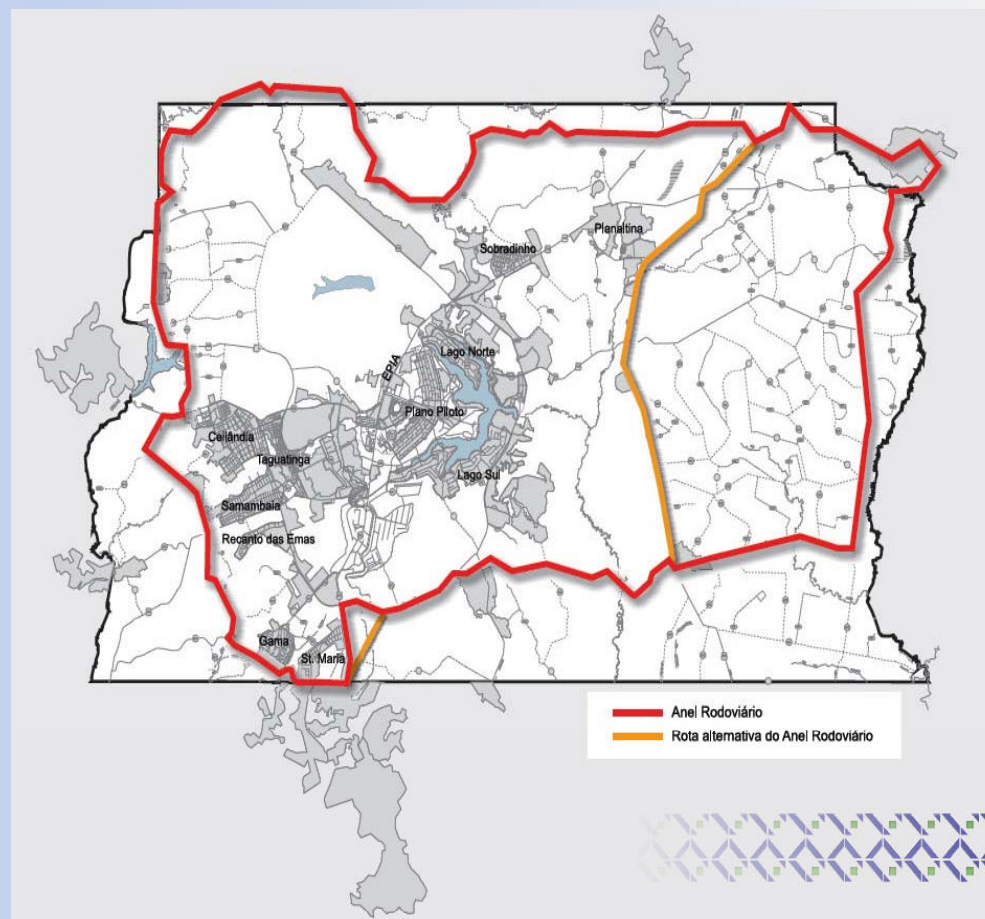 Sobradinho
Planaltina
Lago Norte
EPIA
Plano Piloto
Ceilândia
Taguatinga
Lago Sul
Samambaia
Recanto das Emas
Gama
St. Maria
Anel Rodoviário
Rota alternativa do Anel Rodoviário